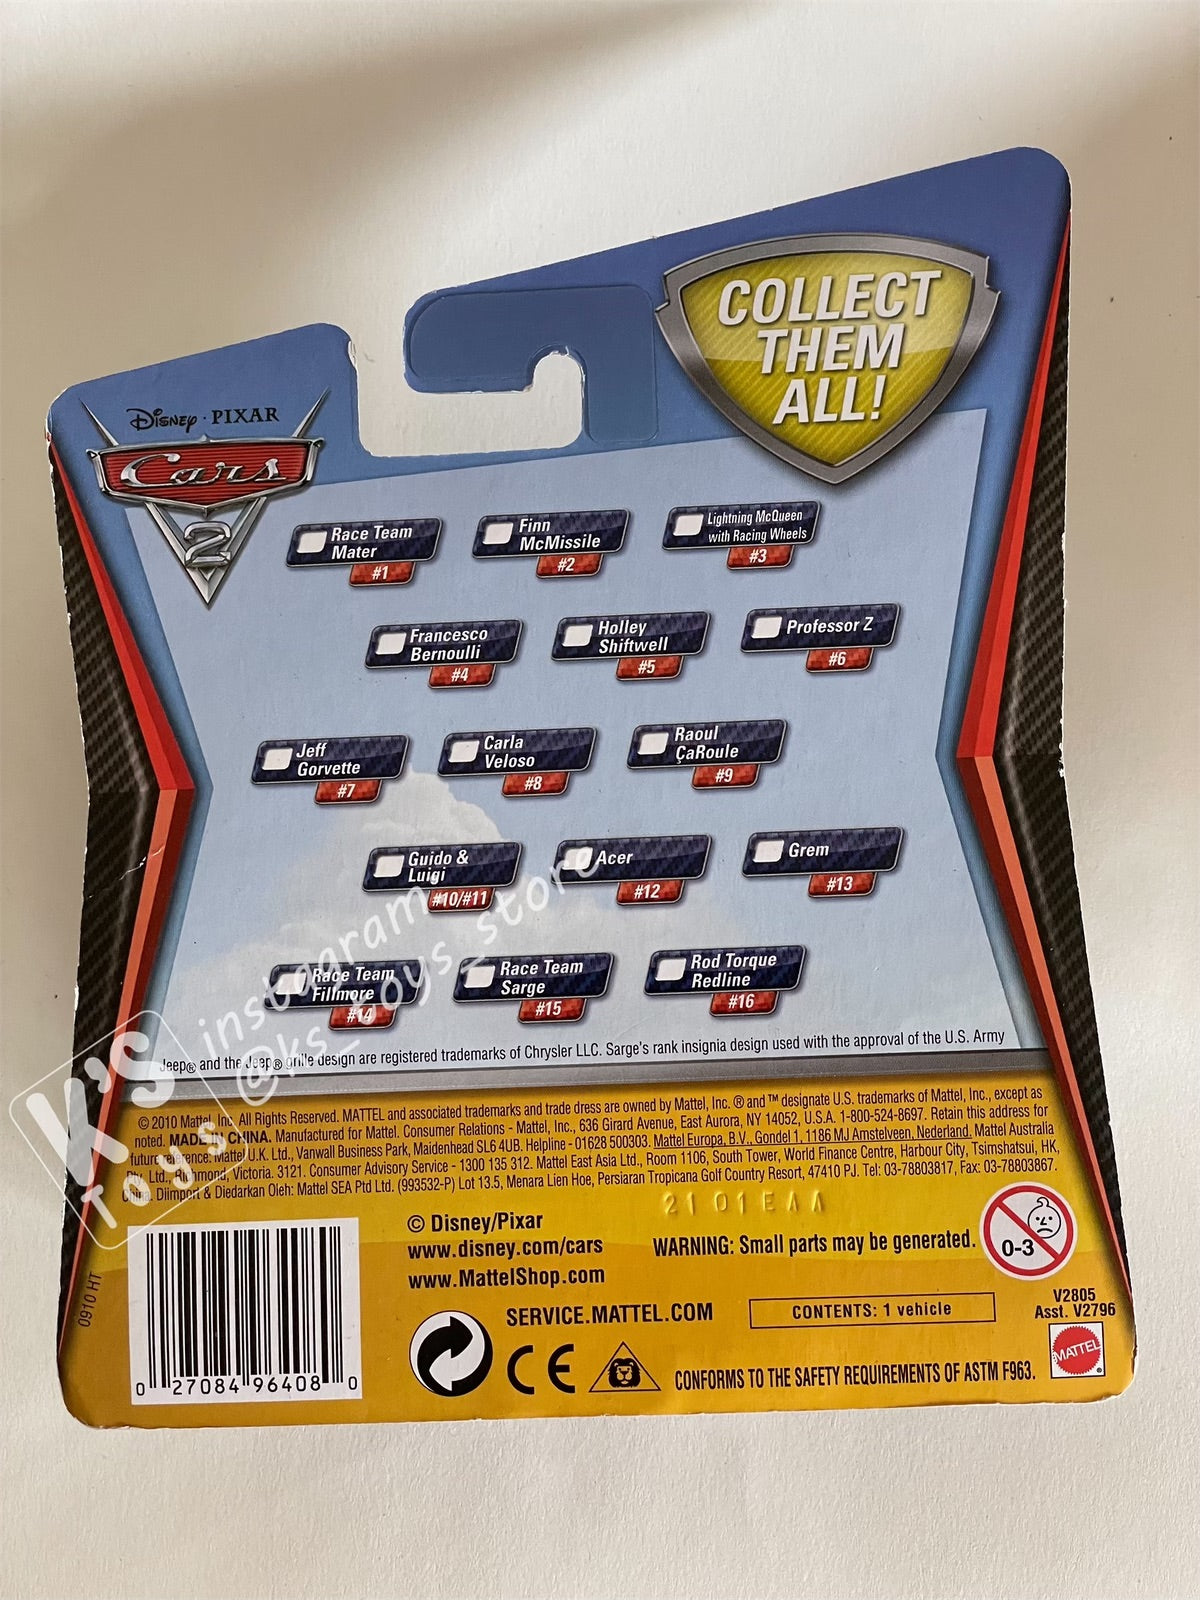 COLLECT
THEM
ALL!
Disney · PIXAR
Cars
2
Race Team
Mater
#1
Finn
McMissile
#2
Lightning McQueen
with Racing Wheels
#3
Francesco
Bernoulli
#4
Holley
Shiftwell
#5
Professor Z
#6
Jeff
Gorvette
#7
Carla
Veloso
#8
Raoul
ÇaRoule
#9
Guido &
Luigi
#10/#11
Acer
#12
Grem
#13
Race Team
Fillmore
#14
Race Team
Sarge
#15
Rod Torque
Redline
#16
instagram
@ks_toys_store
K'S
Toys
Jeep® and the Jeep® grille design are registered trademarks of Chrysler LLC. Sarge's rank insignia design used with the approval of the U.S. Army
© 2010 Mattel, Inc. All Rights Reserved. MATTEL and associated trademarks and trade dress are owned by Mattel, Inc. ® and ™ designate U.S. trademarks of Mattel, Inc., except as
noted. MADE IN CHINA. Manufactured for Mattel. Consumer Relations - Mattel, Inc., 636 Girard Avenue, East Aurora, NY 14052, U.S.A. 1-800-524-8697. Retain this address for
future reference: Mattel U.K. Ltd., Vanwall Business Park, Maidenhead SL6 4UB. Helpline - 01628 500303. Mattel Europa, B.V., Gondel 1, 1186 MJ Amstelveen, Nederland. Mattel Australia
Pty. Ltd., Richmond, Victoria. 3121. Consumer Advisory Service - 1300 135 312. Mattel East Asia Ltd., Room 1106, South Tower, World Finance Centre, Harbour City, Tsimshatsui, HK,
China. Diimport & Diedarkan Oleh: Mattel SEA Ptd Ltd. (993532-P) Lot 13.5, Menara Lien Hoe, Persiaran Tropicana Golf Country Resort, 47410 PJ. Tel: 03-78803817, Fax: 03-78803867.
2101EAA
© Disney/Pixar
www.disney.com/cars
www.MattelShop.com
WARNING: Small parts may be generated.
0-3
SERVICE.MATTEL.COM
CONTENTS: 1 vehicle
V2805
Asst. V2796
MATTEL
CE
CONFORMS TO THE SAFETY REQUIREMENTS OF ASTM F963.
0910 HT
0 27084 96408 0